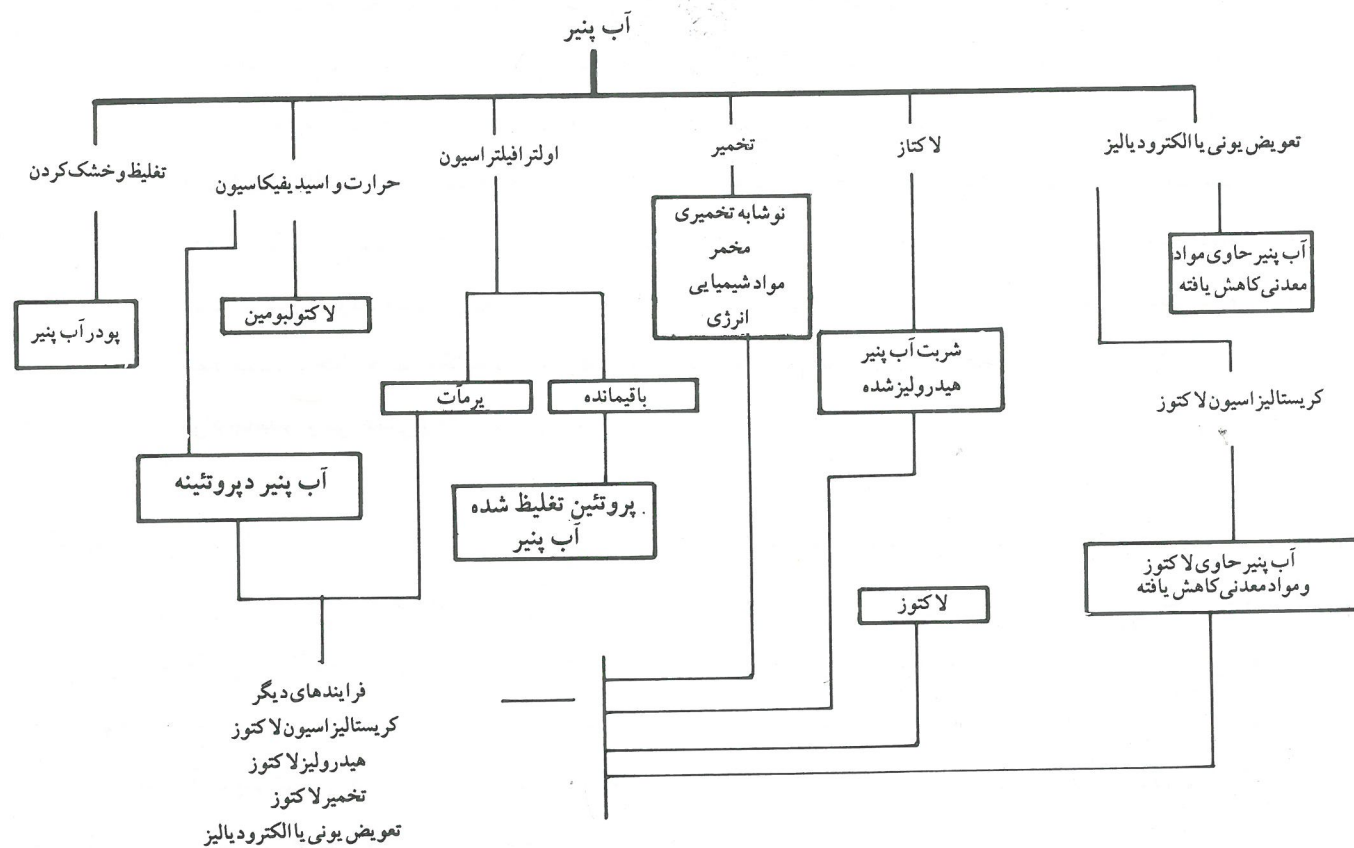 آب پنیر
تعویض یونی یا الکترودیالیز
لاکتاز
تخمیر
اولترافیلتراسیون
حرارت و اسیدیفیکاسیون
تغلیظ و خشک کردن
آب پنیر حاوی مواد
معدنی کاهش یافته
نوشابه تخمیری
مخمر
مواد شیمیایی
انرژی
لاکتولبومین
پودر آب پنیر
شربت آب پنیر
هیدرولیز شده
کریستالیزاسیون لاکتوز
باقیمانده
یرمآت
آب پنیر دپروتئینه
پروتئین تغلیظ شده
آب پنیر
آب پنیر حاوی لاکتوز
و مواد معدنی کاهش یافته
لاکتوز
فرایندهای دیگر
کریستالیزاسیون لاکتوز
هیدرولیز لاکتوز
تخمیر لاکتوز
تعویض یونی یا الکترودیالیز